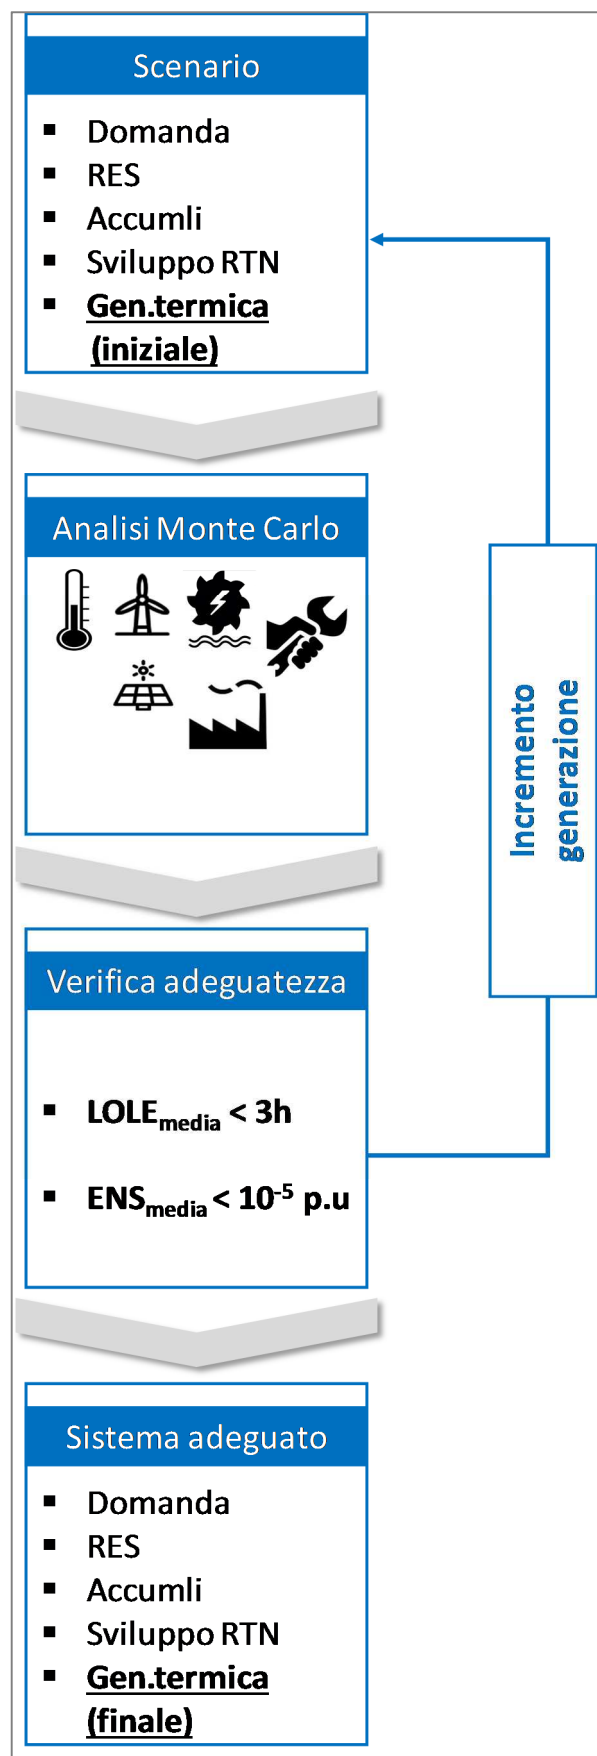 Scenario
▪ Domanda
▪ RES
▪ Accumli
▪ Sviluppo RTN
▪ Gen.termica
(iniziale)
Analisi Monte Carlo
Incremento
generazione
Verifica adeguatezza
▪ LOLEmedia < 3h
▪ ENSmedia < 10⁻⁵ p.u
Sistema adeguato
▪ Domanda
▪ RES
▪ Accumli
▪ Sviluppo RTN
▪ Gen.termica
(finale)